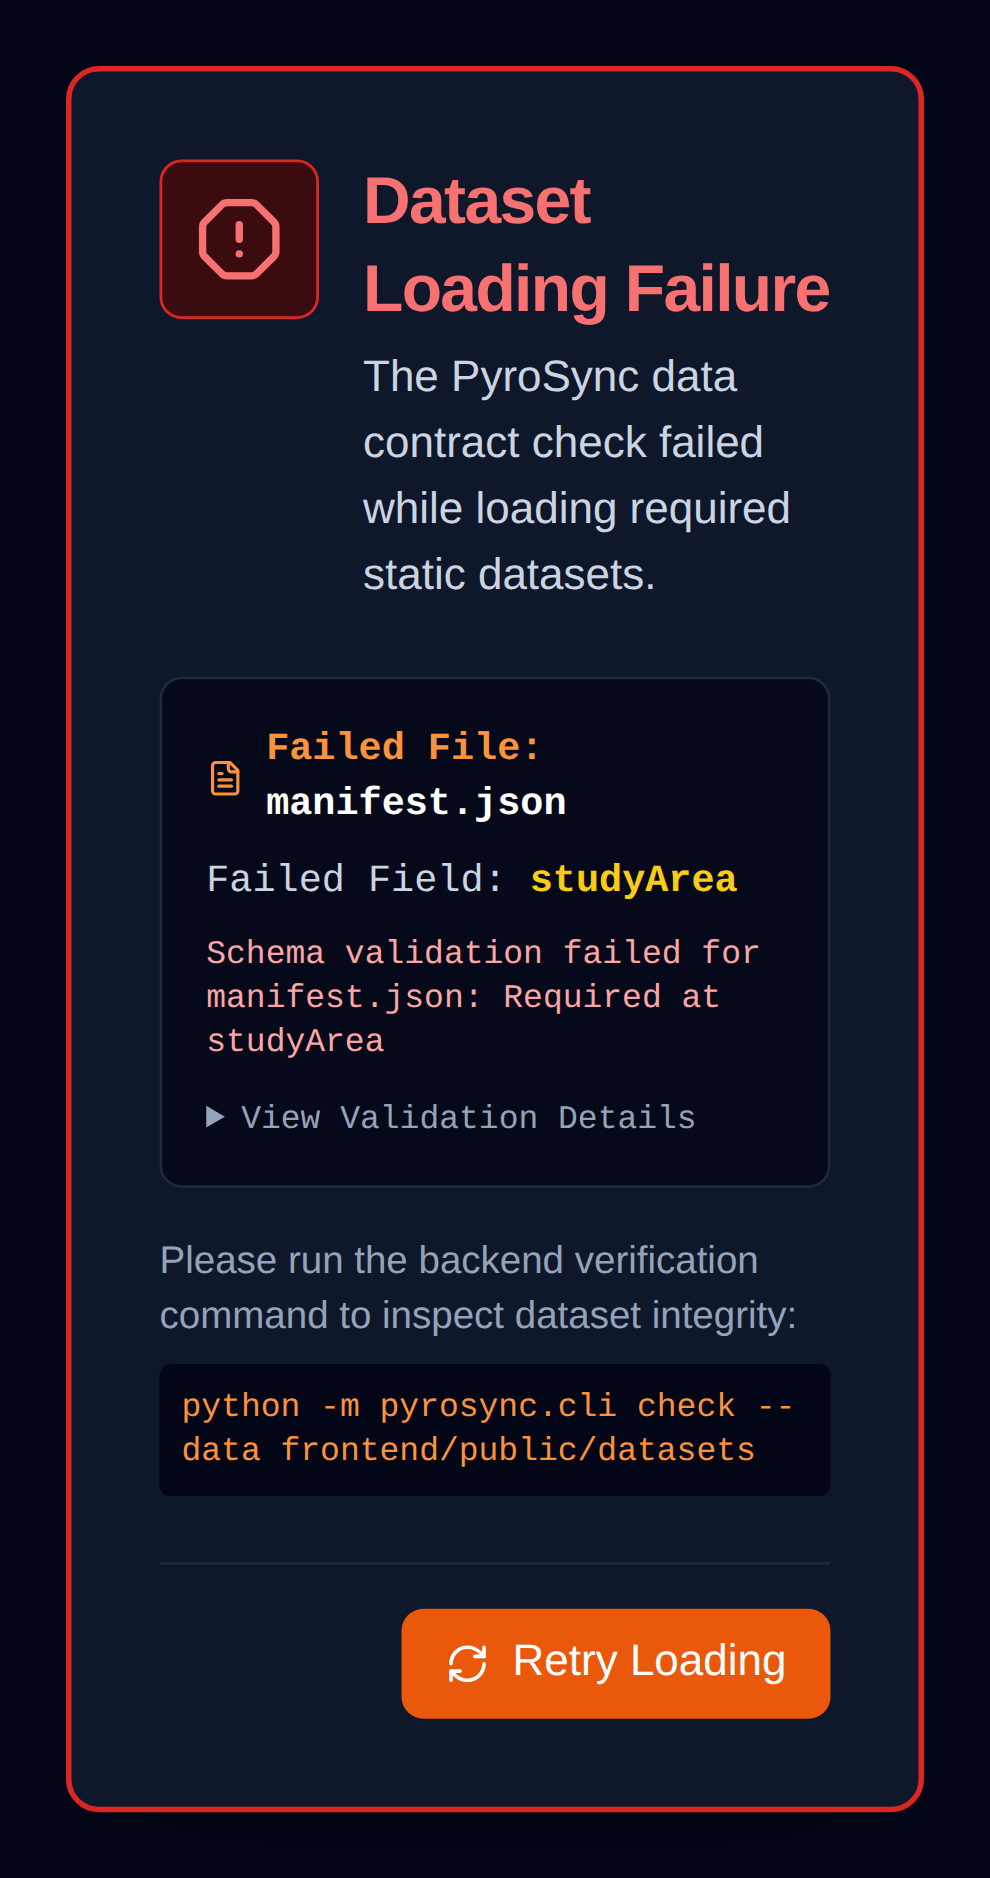 Dataset
Loading Failure
The PyroSync data
contract check failed
while loading required
static datasets.
Failed File:
manifest.json
Failed Field: studyArea
Schema validation failed for
manifest.json: Required at
studyArea
View Validation Details
Please run the backend verification
command to inspect dataset integrity:
python -m pyrosync.cli check --
data frontend/public/datasets
Retry Loading